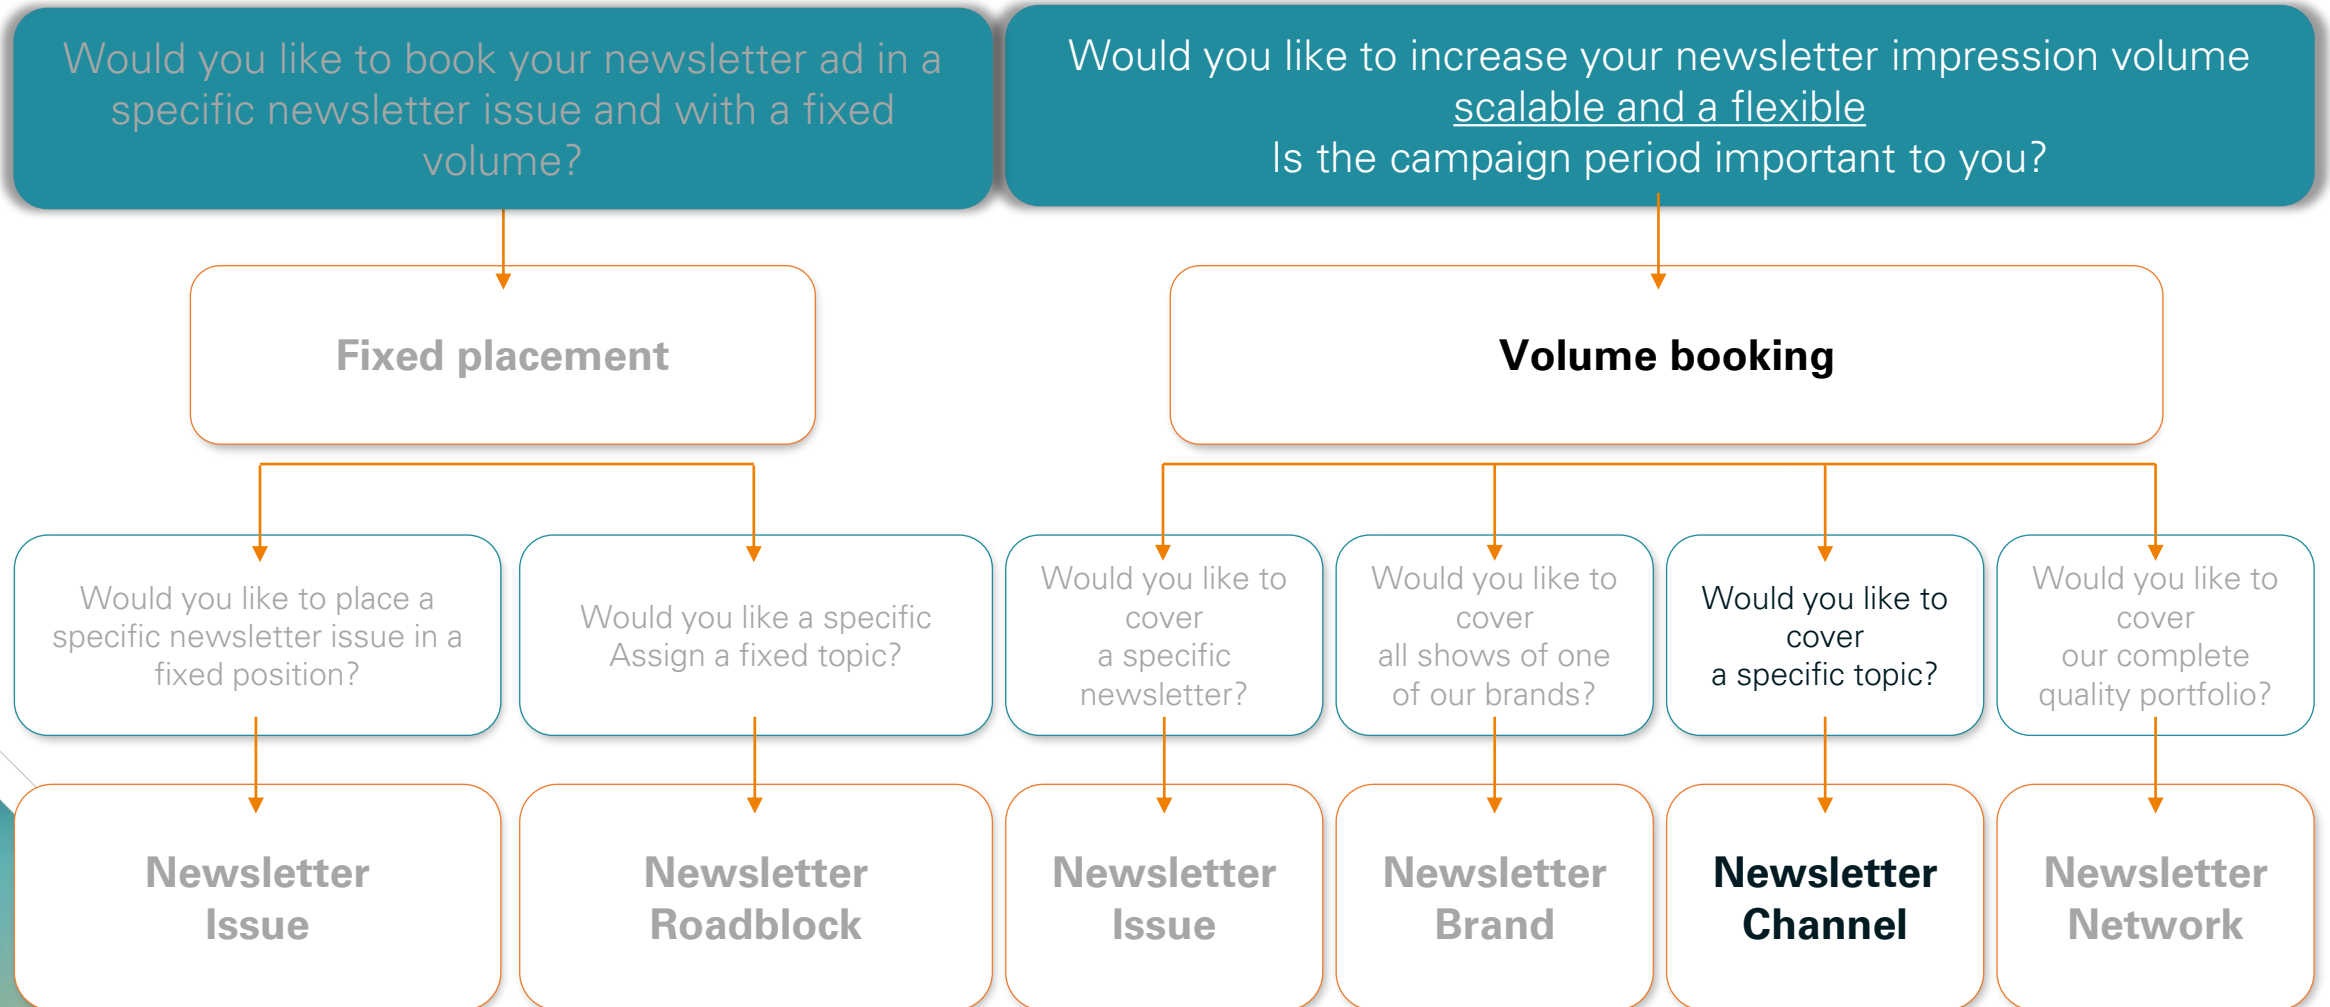 Would you like to book your newsletter ad in a
specific newsletter issue and with a fixed
volume?
Would you like to increase your newsletter impression volume
scalable and a flexible
Is the campaign period important to you?
Fixed placement
Volume booking
Would you like to place a
specific newsletter issue in a
fixed position?
Would you like a specific
Assign a fixed topic?
Would you like to
cover
a specific
newsletter?
Would you like to
cover
all shows of one
of our brands?
Would you like to
cover
a specific topic?
Would you like to
cover
our complete
quality portfolio?
Newsletter
Issue
Newsletter
Roadblock
Newsletter
Issue
Newsletter
Brand
Newsletter
Channel
Newsletter
Network